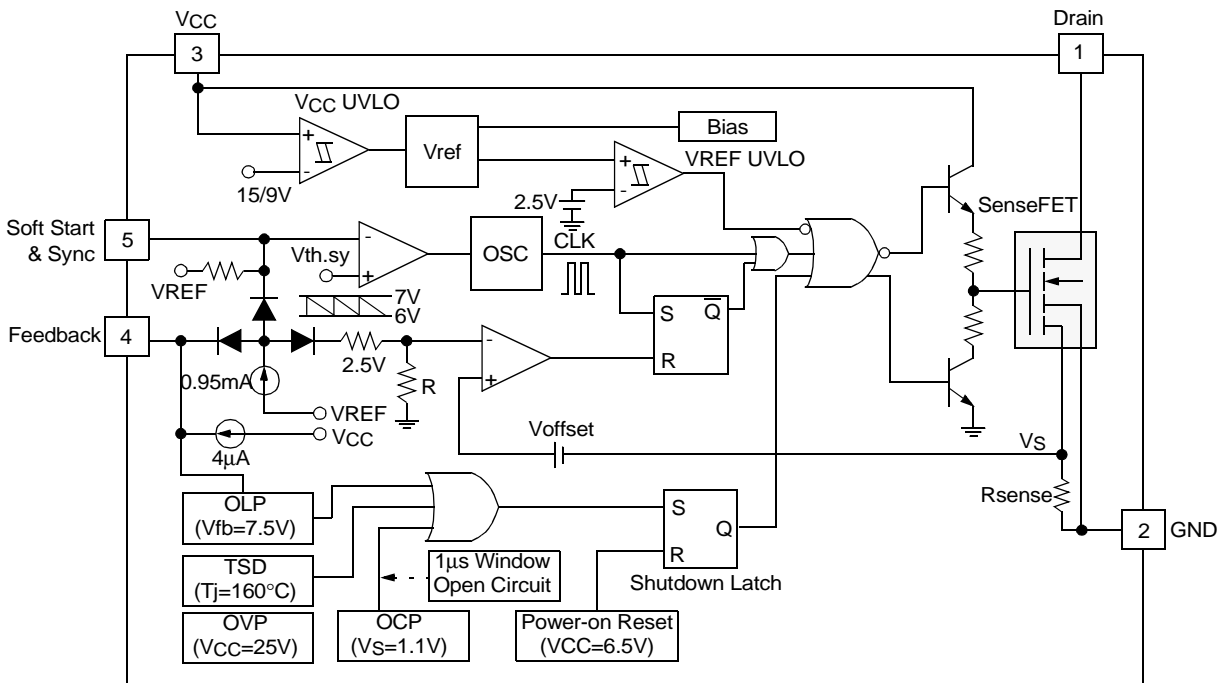 VCC
Drain
3
1
VCC UVLO
+
-
15/9V
Vref
Bias
VREF UVLO
+
-
2.5V
SenseFET
Soft Start
& Sync
5
Vth.sy
-
+
OSC
CLK
VREF
7V
6V
S
Q
R
Feedback
4
2.5V
-
+
R
0.95mA
VREF
VCC
4μA
Voffset
VS
Rsense
OLP
(Vfb=7.5V)
S
Q
R
2
GND
TSD
(Tj=160°C)
1μs Window
Open Circuit
Shutdown Latch
OVP
(VCC=25V)
OCP
(VS=1.1V)
Power-on Reset
(VCC=6.5V)